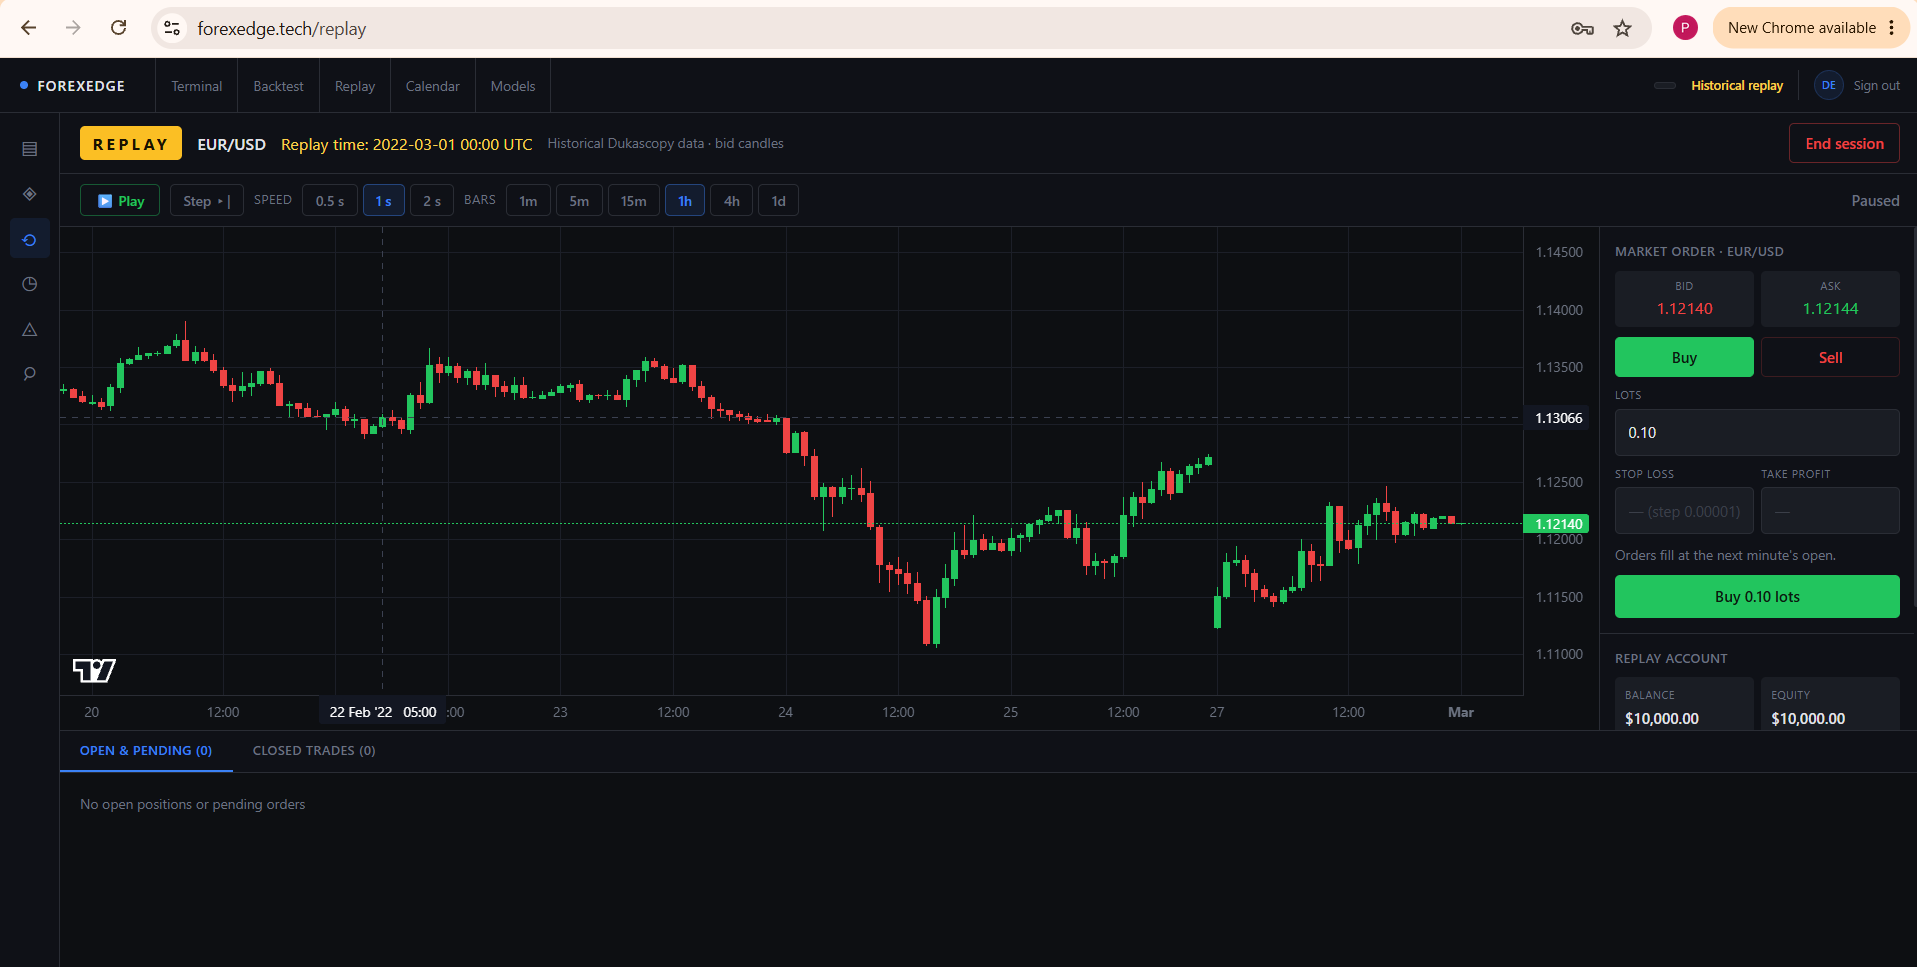 forexedge.tech/replay
P
New Chrome available
FOREXEDGE
Terminal
Backtest
Replay
Calendar
Models
Historical replay
DE
Sign out
REPLAY
EUR/USD
Replay time: 2022-03-01 00:00 UTC
Historical Dukascopy data · bid candles
End session
Play
Step
SPEED
0.5 s
1 s
2 s
BARS
1m
5m
15m
1h
4h
1d
Paused
1.14500
1.14000
1.13500
1.13066
1.12500
1.12140
1.12000
1.11500
1.11000
20
12:00
22 Feb '22 05:00
:00
23
12:00
24
12:00
25
12:00
27
12:00
Mar
MARKET ORDER · EUR/USD
BID
1.12140
ASK
1.12144
Buy
Sell
LOTS
0.10
STOP LOSS
TAKE PROFIT
— (step 0.00001)
—
Orders fill at the next minute's open.
Buy 0.10 lots
REPLAY ACCOUNT
BALANCE
$10,000.00
EQUITY
$10,000.00
OPEN & PENDING (0)
CLOSED TRADES (0)
No open positions or pending orders